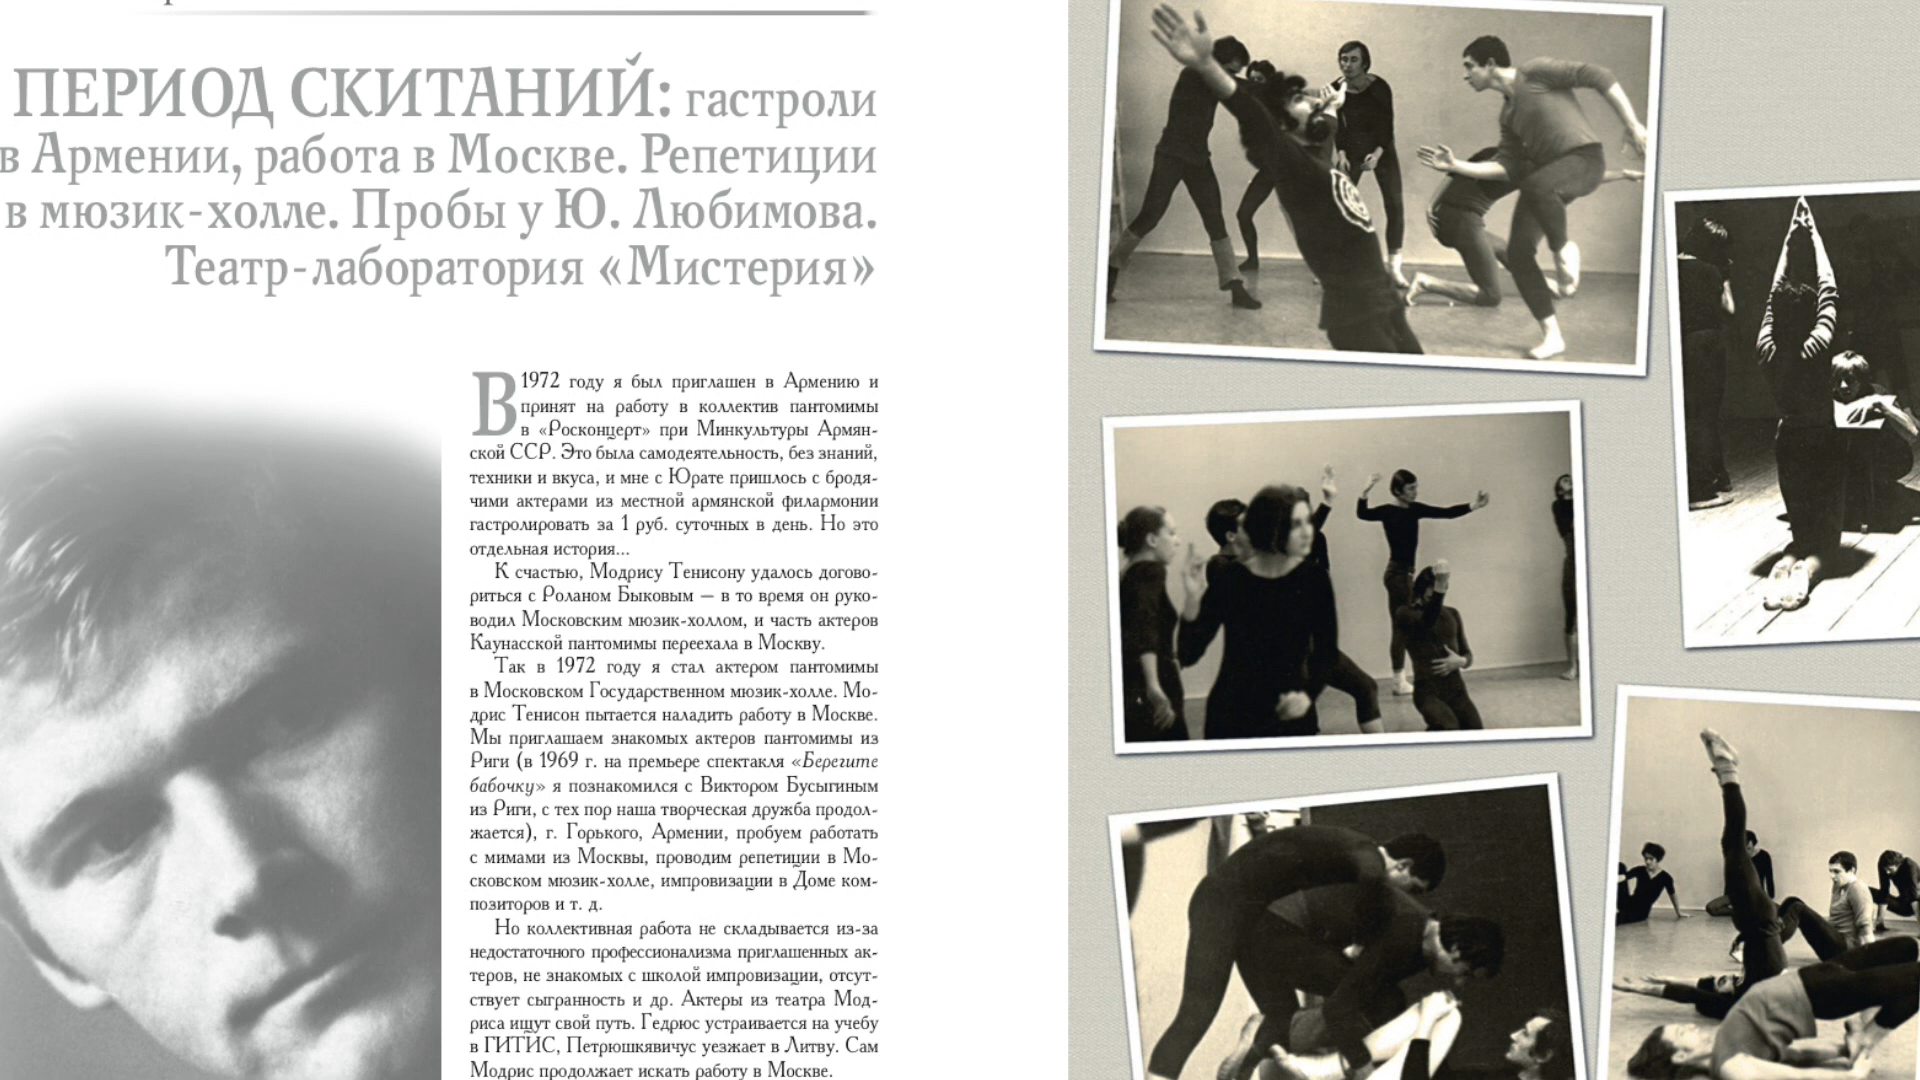 ПЕРИОД СКИТАНИЙ: гастроли
в Армении, работа в Москве. Репетиции
в мюзик-холле. Пробы у Ю. Любимова.
Театр-лаборатория «Мистерия»
В 1972 году я был приглашен в Армению и
принят на работу в коллектив пантомимы
в «Росконцерт» при Минкультуры Армян-
ской ССР. Это была самодеятельность, без знаний,
техники и вкуса, и мне с Юрате пришлось с бродя-
чими актерами из местной армянской филармонии
гастролировать за 1 руб. суточных в день. Но это
отдельная история...
К счастью, Модрису Тенисону удалось догово-
риться с Роланом Быковым — в то время он руко-
водил Московским мюзик-холлом, и часть актеров
Каунасской пантомимы переехала в Москву.
Так в 1972 году я стал актером пантомимы
в Московском Государственном мюзик-холле. Мо-
дрис Тенисон пытается наладить работу в Москве.
Мы приглашаем знакомых актеров пантомимы из
Риги (в 1969 г. на премьере спектакля «Берегите
бабочку» я познакомился с Виктором Бусыгиным
из Риги, с тех пор наша творческая дружба продол-
жается), г. Горького, Армении, пробуем работать
с мимами из Москвы, проводим репетиции в Мо-
сковском мюзик-холле, импровизации в Доме ком-
позиторов и т. д.
Но коллективная работа не складывается из-за
недостаточного профессионализма приглашенных ак-
теров, не знакомых с школой импровизации, отсут-
ствует сыгранность и др. Актеры из театра Мод-
риса ищут свой путь. Гедрюс устраивается на учебу
в ГИТИС, Петрюшкявичус уезжает в Литву. Сам
Модрис продолжает искать работу в Москве.